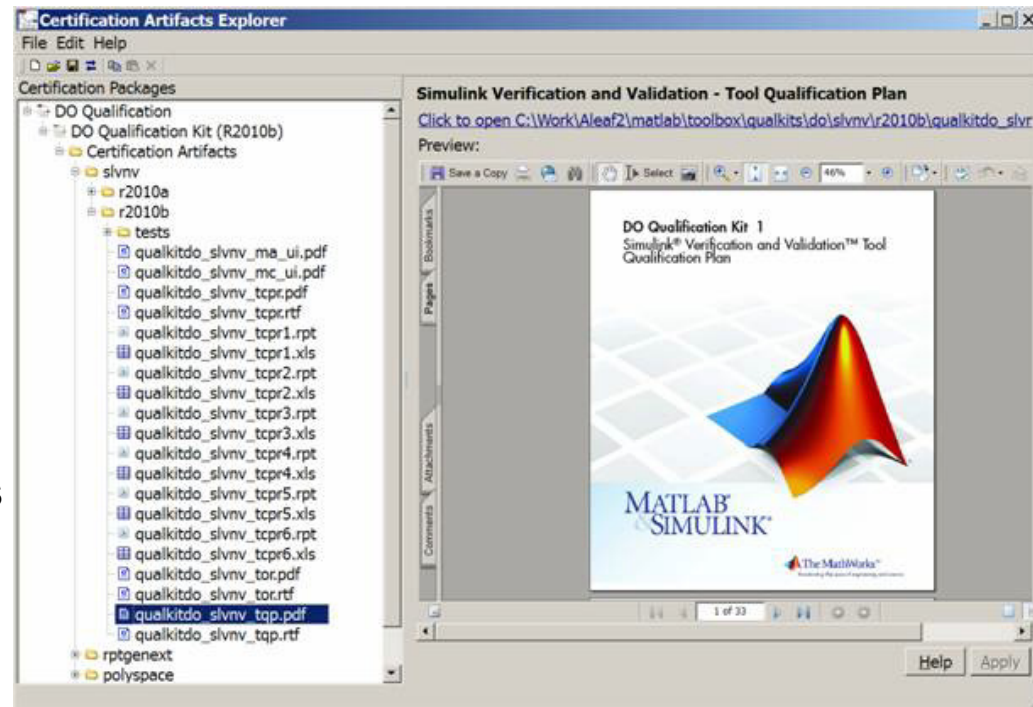 Certification Artifacts Explorer
File Edit Help
Certification Packages
DO Qualification
DO Qualification Kit (R2010b)
Certification Artifacts
slvnv
r2010a
r2010b
tests
qualkitdo_slvnv_ma_ui.pdf
qualkitdo_slvnv_mc_ui.pdf
qualkitdo_slvnv_tcpr.pdf
qualkitdo_slvnv_tcpr.rtf
qualkitdo_slvnv_tcpr1.rpt
qualkitdo_slvnv_tcpr1.xls
qualkitdo_slvnv_tcpr2.rpt
qualkitdo_slvnv_tcpr2.xls
qualkitdo_slvnv_tcpr3.rpt
qualkitdo_slvnv_tcpr3.xls
qualkitdo_slvnv_tcpr4.rpt
qualkitdo_slvnv_tcpr4.xls
qualkitdo_slvnv_tcpr5.rpt
qualkitdo_slvnv_tcpr5.xls
qualkitdo_slvnv_tcpr6.rpt
qualkitdo_slvnv_tcpr6.xls
qualkitdo_slvnv_tor.pdf
qualkitdo_slvnv_tor.rtf
qualkitdo_slvnv_tqp.pdf
qualkitdo_slvnv_tqp.rtf
rptgenext
polyspace
s
Simulink Verification and Validation - Tool Qualification Plan
Click to open C:\Work\Aleaf2\matlab\toolbox\qualkits\do\slvnv\r2010b\qualkitdo_slvr
Preview:
Save a Copy Select 46%
Bookmarks
Pages
Attachments
Comments
DO Qualification Kit 1
Simulink® Verification and Validation™ Tool
Qualification Plan
MATLAB®
&SIMULINK®
The MathWorks™
1 of 33
Help Apply